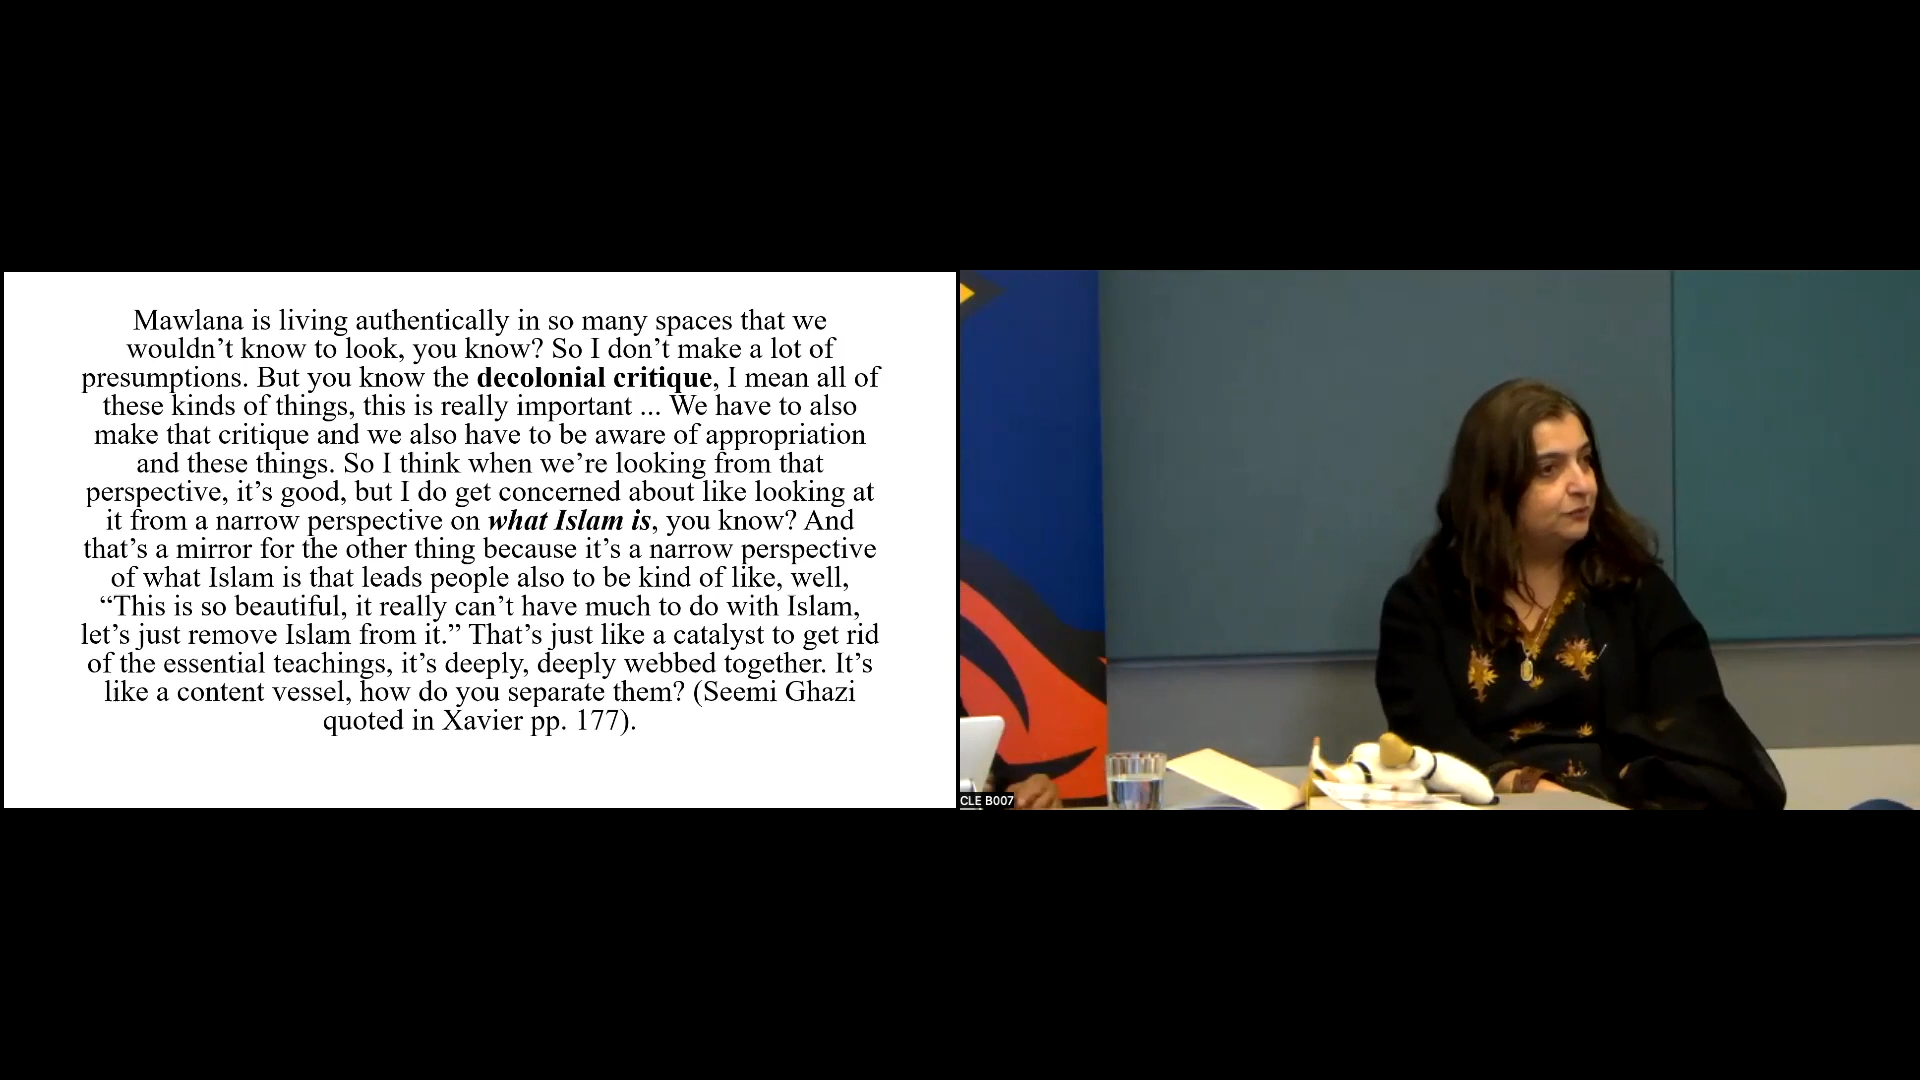 Mawlana is living authentically in so many spaces that we
wouldn’t know to look, you know? So I don’t make a lot of
presumptions. But you know the decolonial critique, I mean all of
these kinds of things, this is really important ... We have to also
make that critique and we also have to be aware of appropriation
and these things. So I think when we’re looking from that
perspective, it’s good, but I do get concerned about like looking at
it from a narrow perspective on what Islam is, you know? And
that’s a mirror for the other thing because it’s a narrow perspective
of what Islam is that leads people also to be kind of like, well,
“This is so beautiful, it really can’t have much to do with Islam,
let’s just remove Islam from it.” That’s just like a catalyst to get rid
of the essential teachings, it’s deeply, deeply webbed together. It’s
like a content vessel, how do you separate them? (Seemi Ghazi
quoted in Xavier pp. 177).
CLE B007